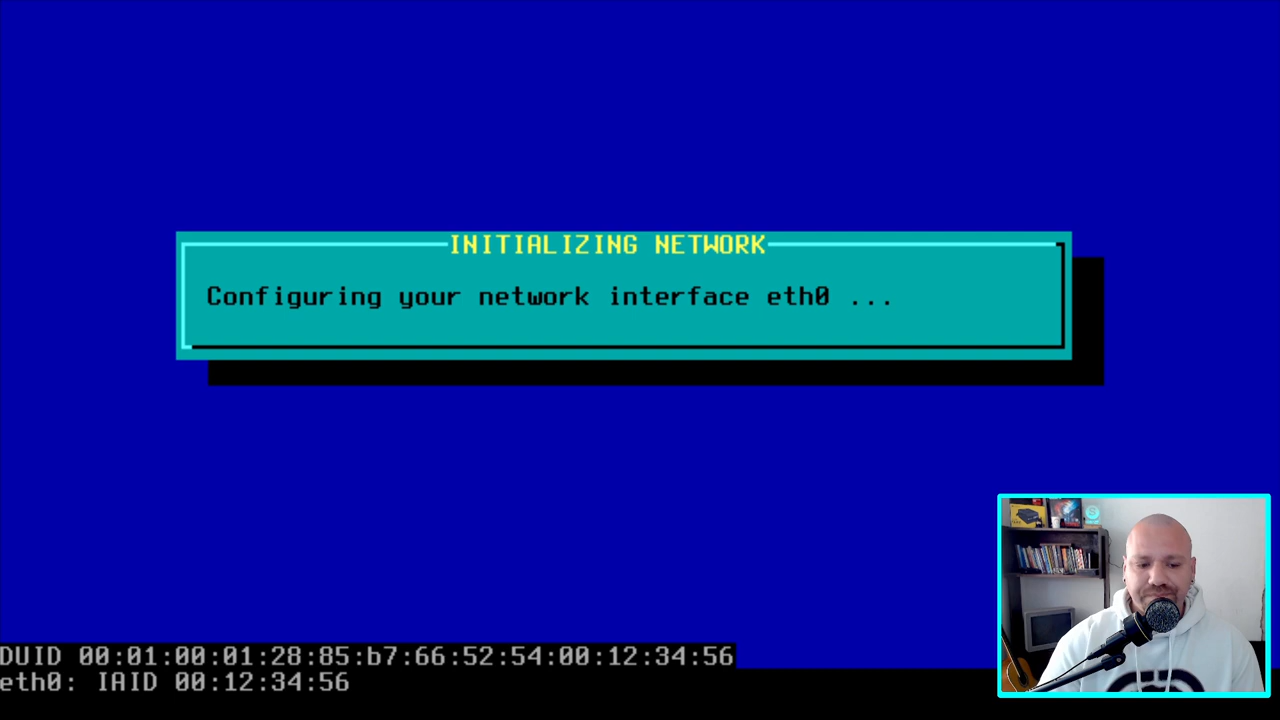 INITIALIZING NETWORK
Configuring your network interface eth0 ...
DUID 00:01:00:01:28:85:b7:66:52:54:00:12:34:56
eth0: IAID 00:12:34:56